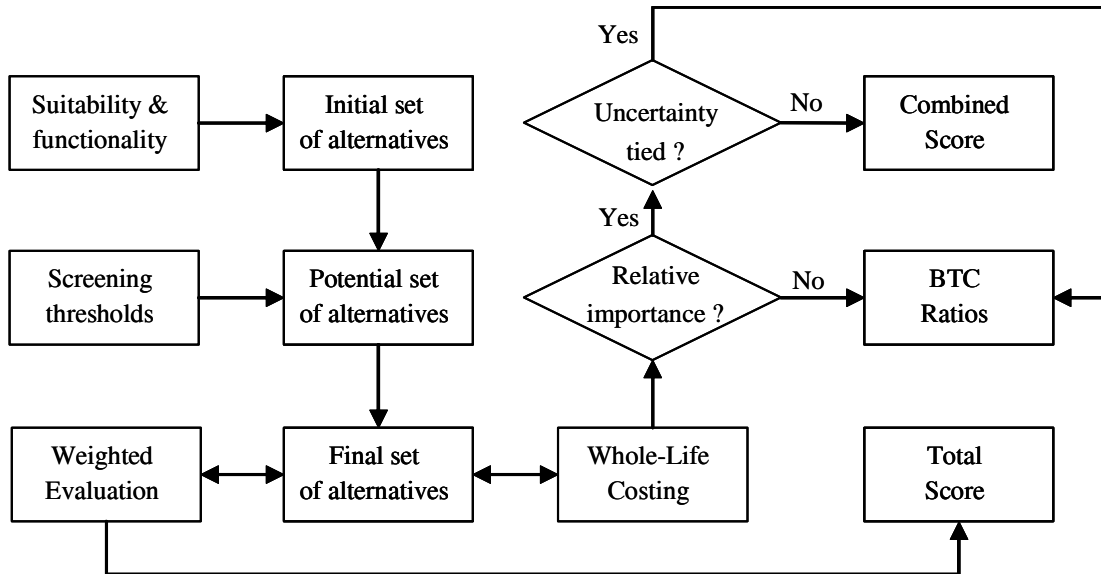 Yes
Suitability &
functionality
Initial set
of alternatives
Uncertainty
tied ?
No
Combined
Score
Yes
Screening
thresholds
Potential set
of alternatives
Relative
importance ?
No
BTC
Ratios
Weighted
Evaluation
Final set
of alternatives
Whole-Life
Costing
Total
Score